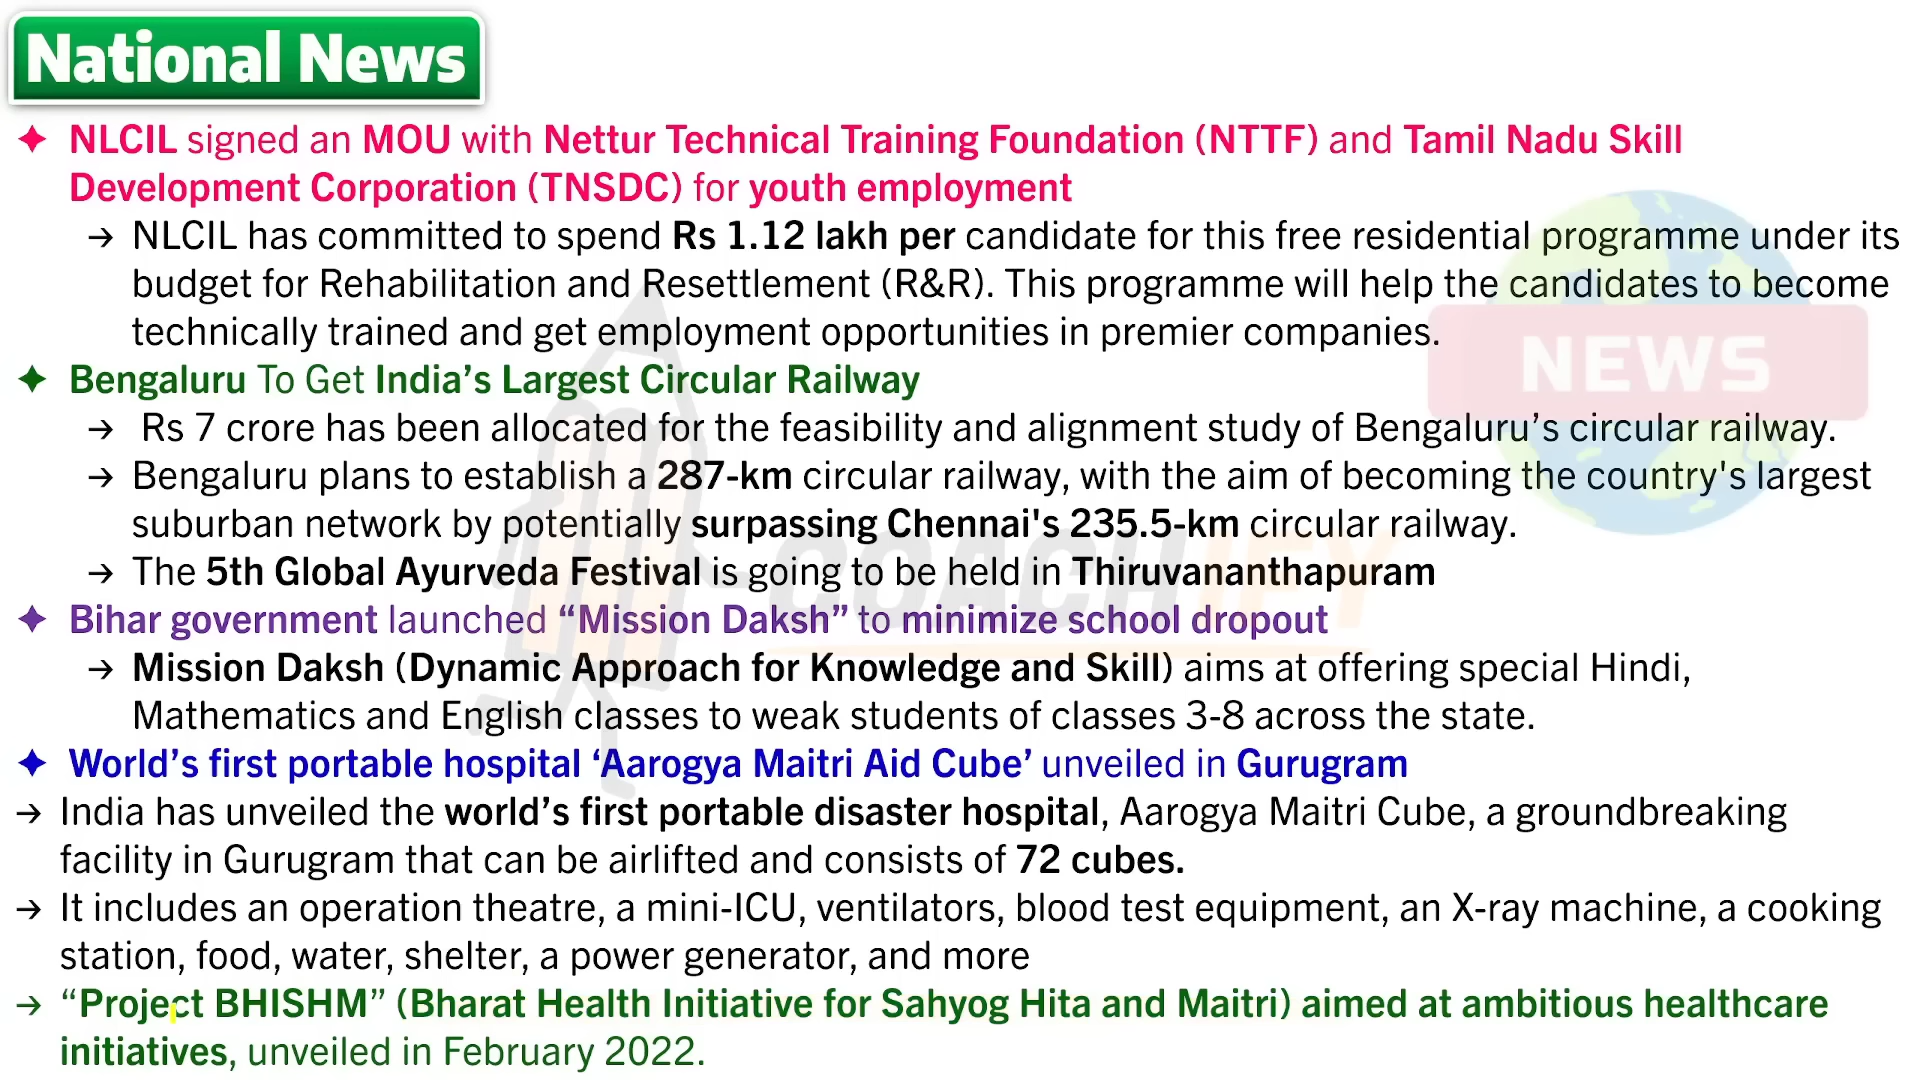 National News
✦ NLCIL signed an MOU with Nettur Technical Training Foundation (NTTF) and Tamil Nadu Skill
Development Corporation (TNSDC) for youth employment
→ NLCIL has committed to spend Rs 1.12 lakh per candidate for this free residential programme under its
budget for Rehabilitation and Resettlement (R&R). This programme will help the candidates to become
technically trained and get employment opportunities in premier companies.
✦ Bengaluru To Get India’s Largest Circular Railway
→ Rs 7 crore has been allocated for the feasibility and alignment study of Bengaluru’s circular railway.
→ Bengaluru plans to establish a 287-km circular railway, with the aim of becoming the country's largest
suburban network by potentially surpassing Chennai's 235.5-km circular railway.
→ The 5th Global Ayurveda Festival is going to be held in Thiruvananthapuram
✦ Bihar government launched “Mission Daksh” to minimize school dropout
→ Mission Daksh (Dynamic Approach for Knowledge and Skill) aims at offering special Hindi,
Mathematics and English classes to weak students of classes 3-8 across the state.
✦ World’s first portable hospital ‘Aarogya Maitri Aid Cube’ unveiled in Gurugram
→ India has unveiled the world’s first portable disaster hospital, Aarogya Maitri Cube, a groundbreaking
facility in Gurugram that can be airlifted and consists of 72 cubes.
→ It includes an operation theatre, a mini-ICU, ventilators, blood test equipment, an X-ray machine, a cooking
station, food, water, shelter, a power generator, and more
→ “Project BHISHM” (Bharat Health Initiative for Sahyog Hita and Maitri) aimed at ambitious healthcare
initiatives, unveiled in February 2022.
NEWS
COACHIFY